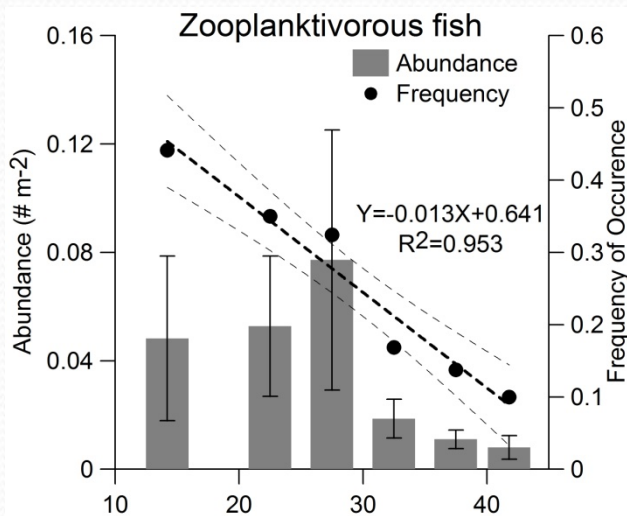 Zooplanktivorous fish
Abundance
Frequency
Y=-0.013X+0.641
R2=0.953
Abundance (# m-2)
0.16
0.12
0.08
0.04
0
Frequency of Occurence
0.6
0.5
0.4
0.3
0.2
0.1
0
10
20
30
40